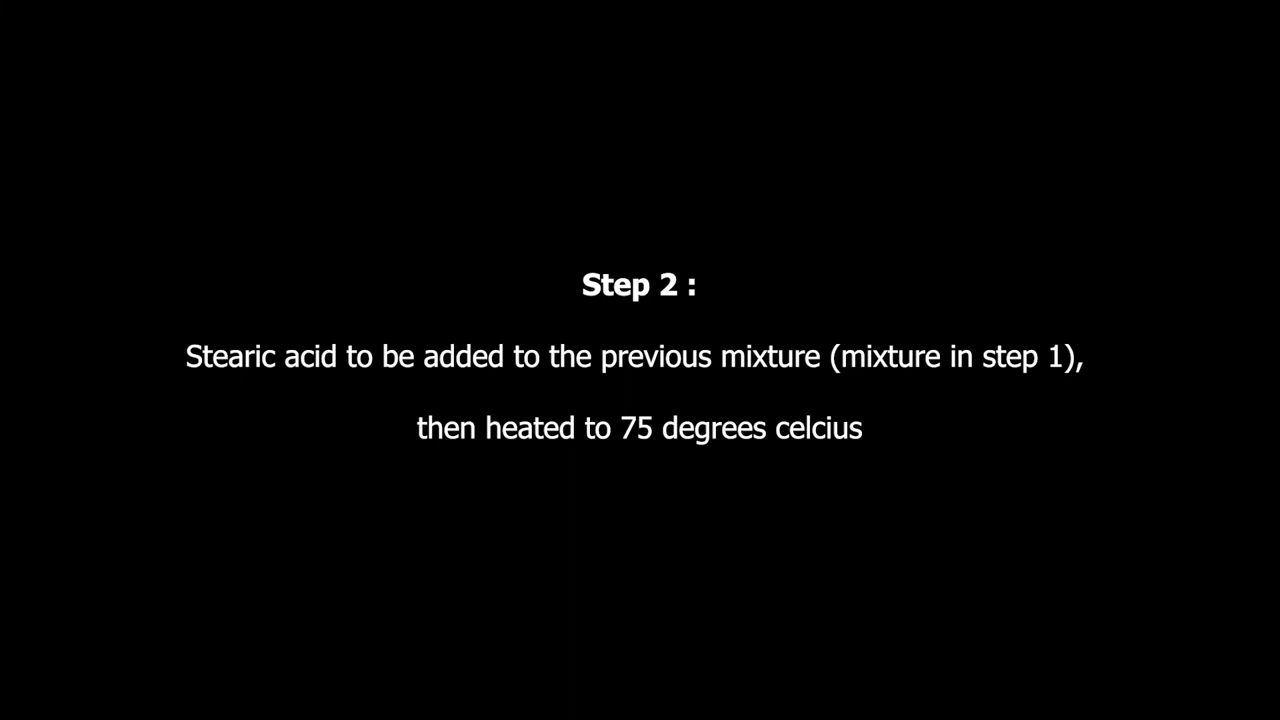 Step 2 :
Stearic acid to be added to the previous mixture (mixture in step 1),
then heated to 75 degrees celcius